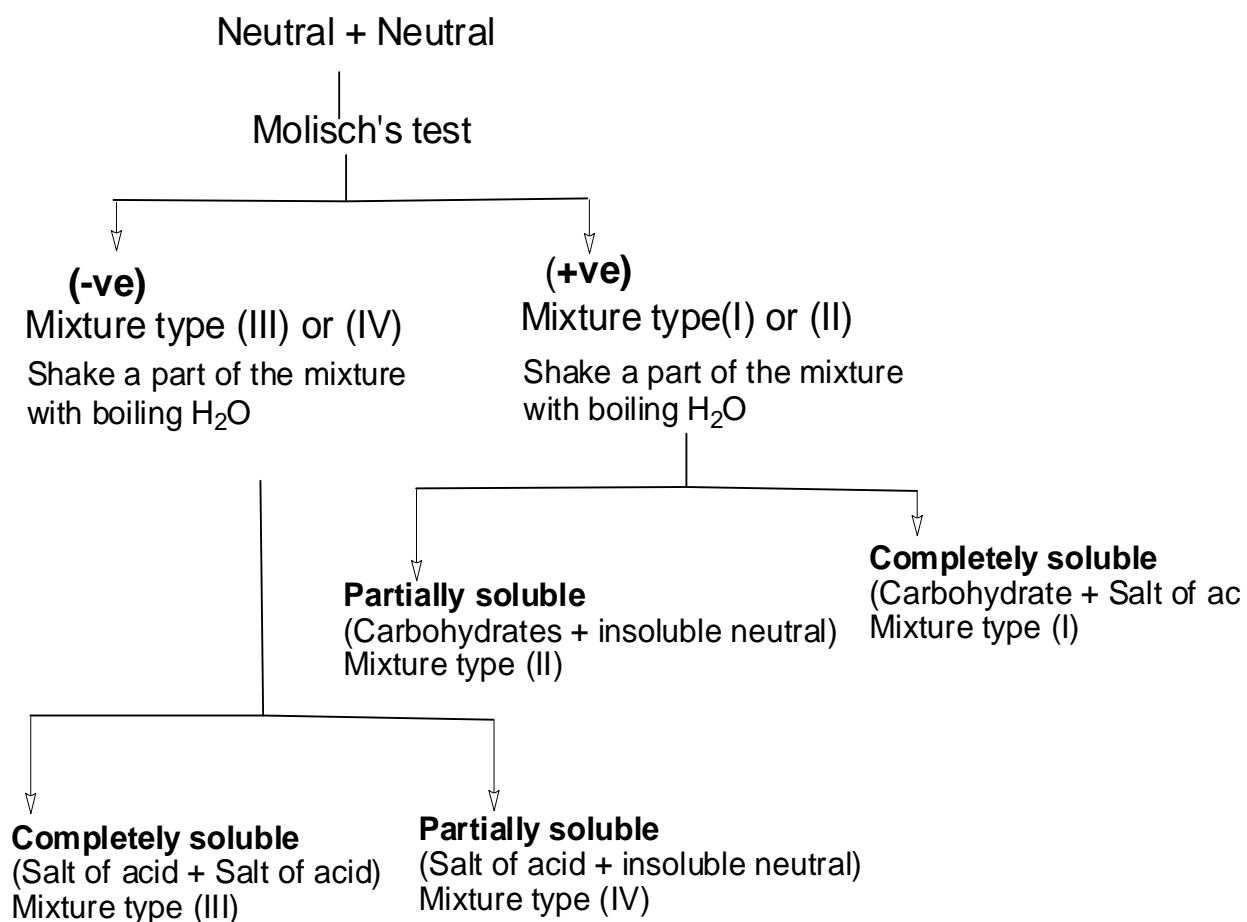 Neutral + Neutral
Molisch's test
(-ve)
Mixture type (III) or (IV)
Shake a part of the mixture
with boiling H₂O
(+ve)
Mixture type(I) or (II)
Shake a part of the mixture
with boiling H₂O
Partially soluble
(Carbohydrates + insoluble neutral)
Mixture type (II)
Completely soluble
(Carbohydrate + Salt of ac
Mixture type (I)
Completely soluble
(Salt of acid + Salt of acid)
Mixture type (III)
Partially soluble
(Salt of acid + insoluble neutral)
Mixture type (IV)